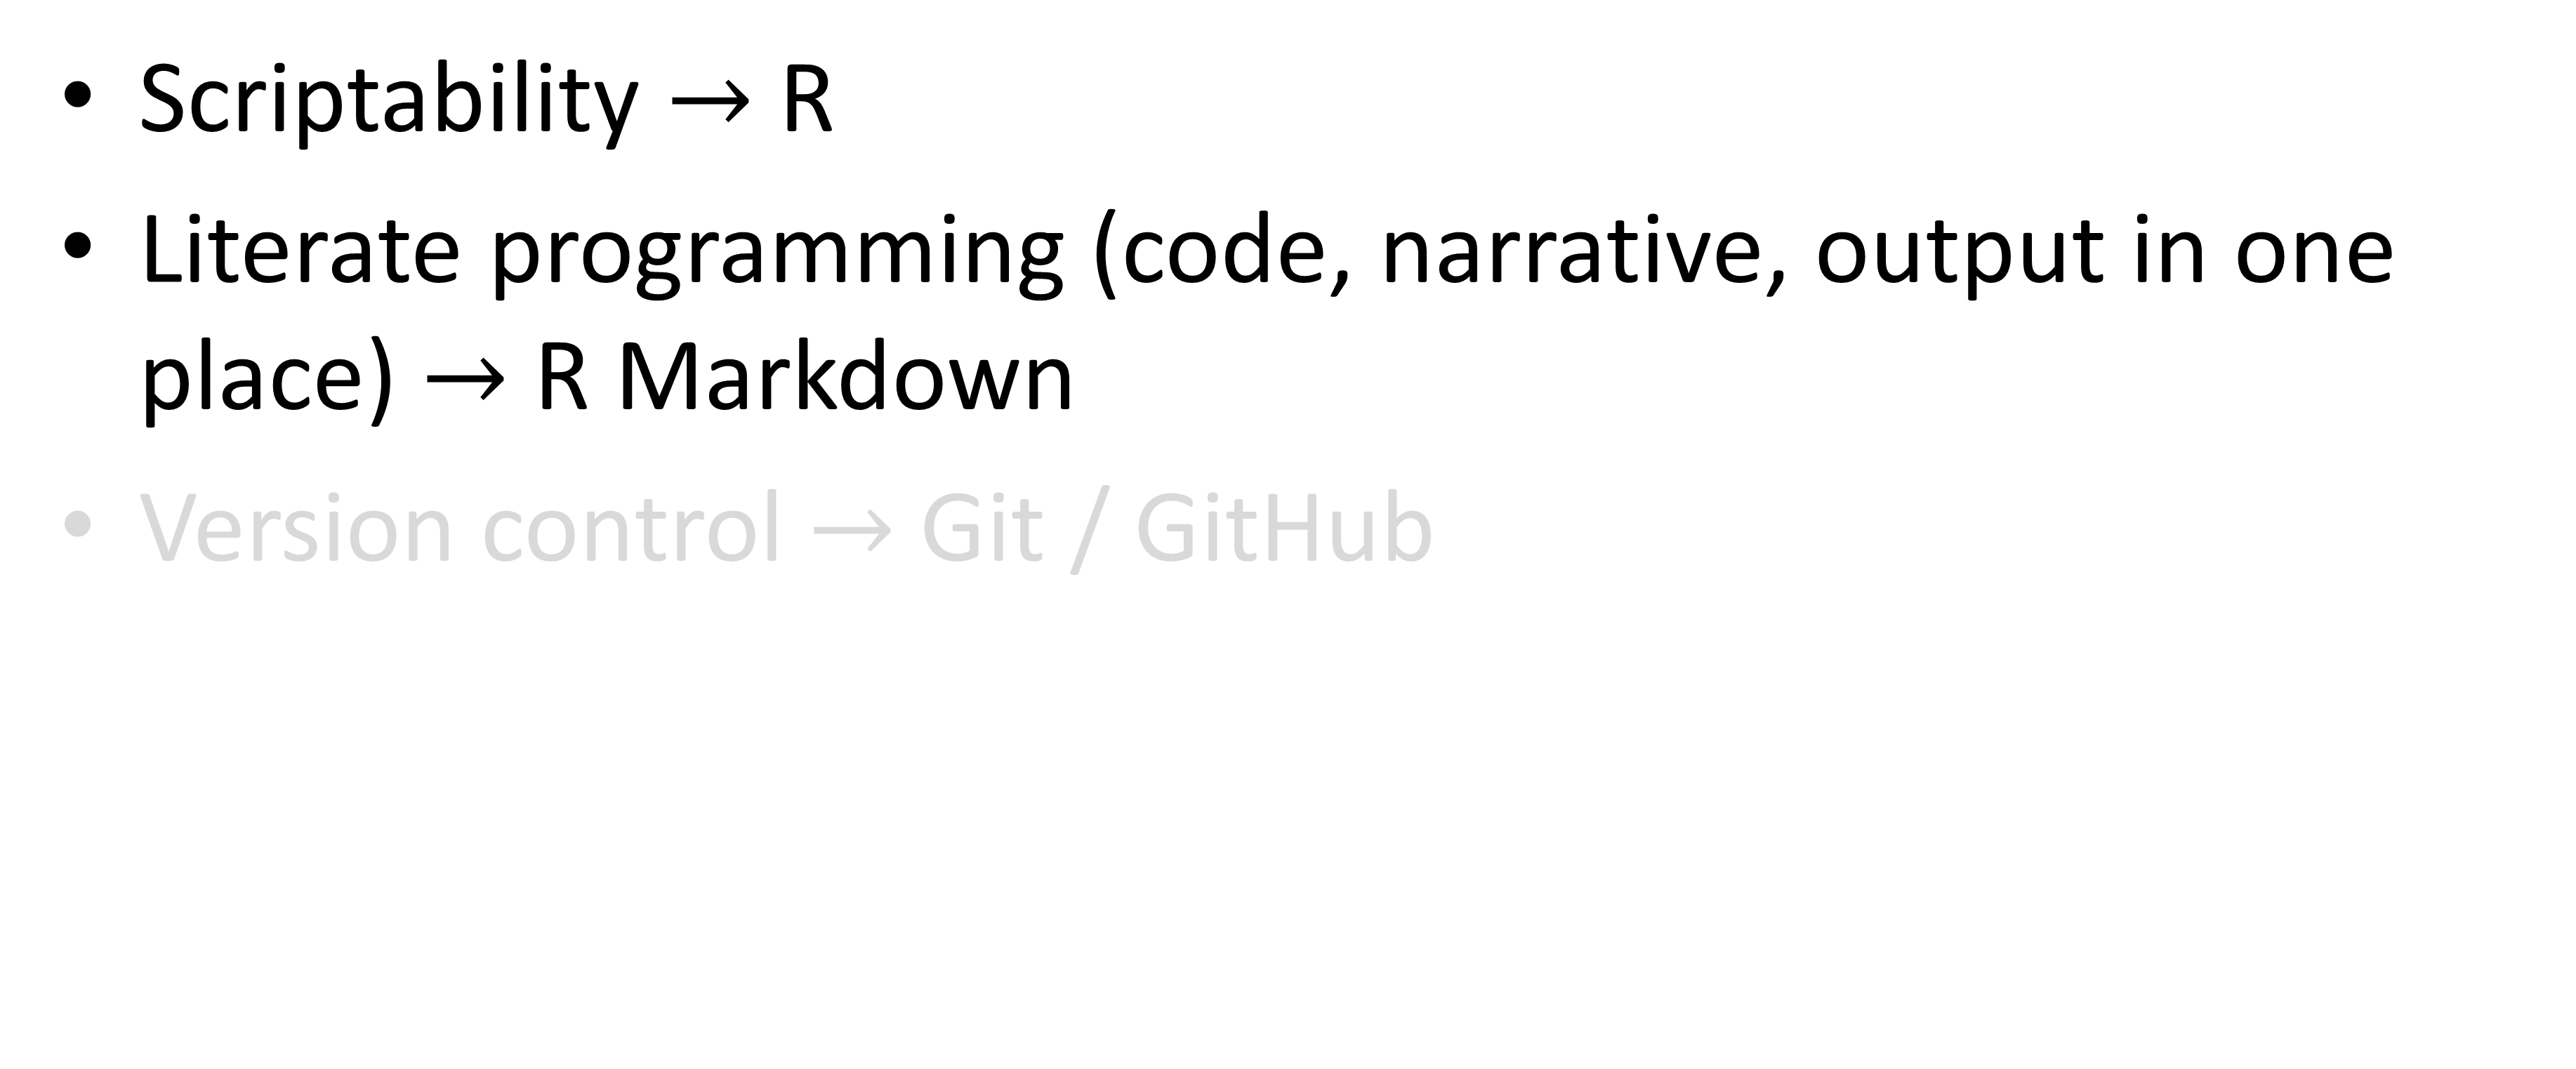 • Scriptability → R
• Literate programming (code, narrative, output in one
place) → R Markdown
• Version control → Git / GitHub